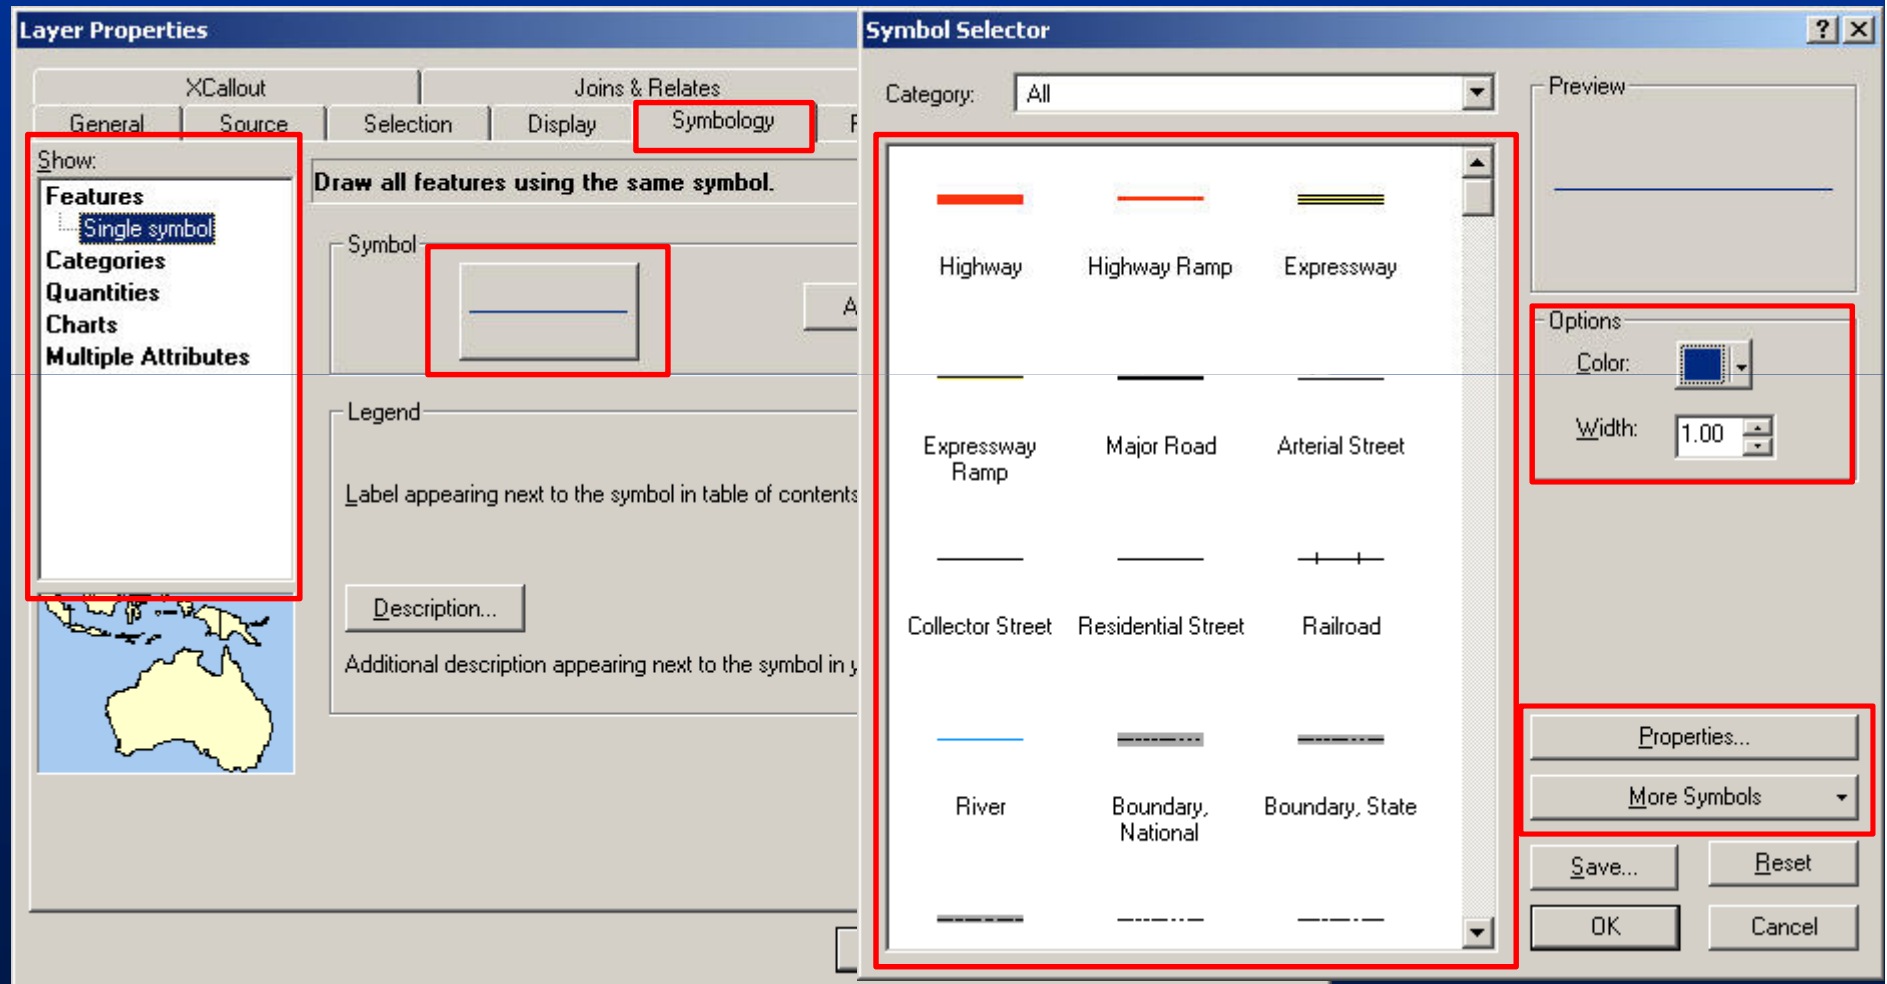 Layer Properties
XCallout
Joins & Relates
General
Source
Selection
Display
Symbology
Show:
Features
Single symbol
Categories
Quantities
Charts
Multiple Attributes
Draw all features using the same symbol.
Symbol
Legend
Label appearing next to the symbol in table of contents
Description...
Additional description appearing next to the symbol in
Symbol Selector
Category:
All
Highway
Highway Ramp
Expressway
Expressway
Ramp
Major Road
Arterial Street
Collector Street
Residential Street
Railroad
River
Boundary,
National
Boundary, State
Preview
Options
Color:
Width:
1.00
Properties...
More Symbols
Save...
Reset
OK
Cancel